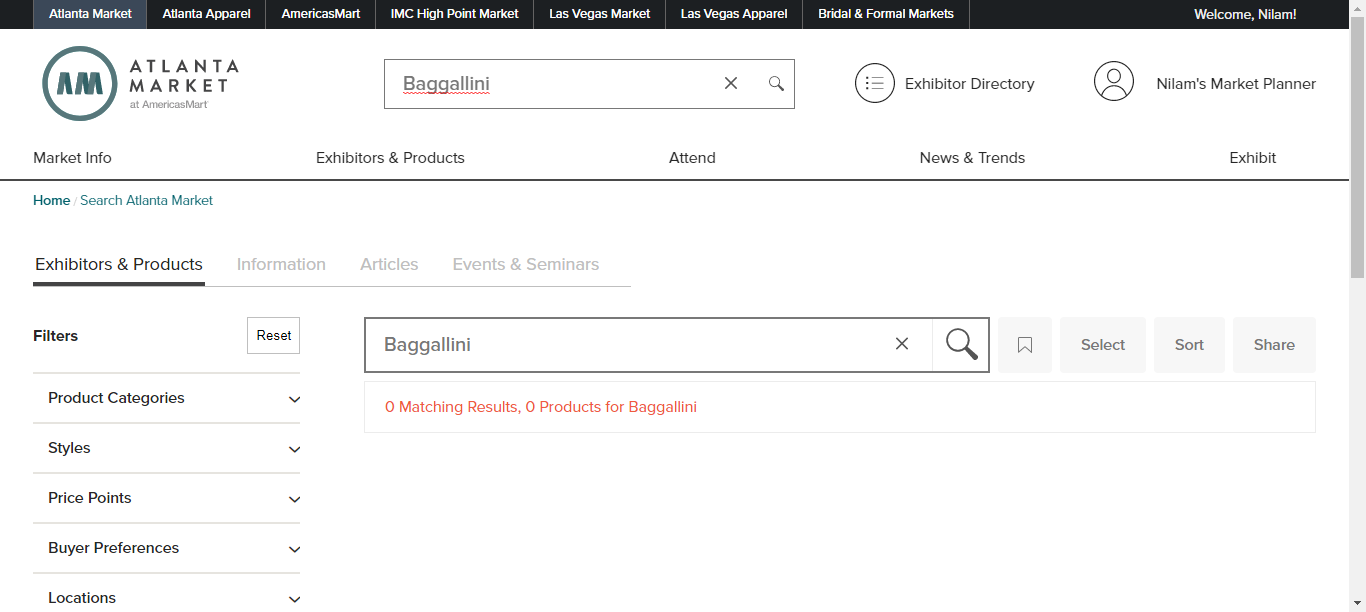 Atlanta Market Atlanta Apparel AmericasMart IMC High Point Market Las Vegas Market Las Vegas Apparel Bridal & Formal Markets Welcome, Nilam!
AM ATLANTA
MARKET
at AmericasMart
Baggallini
Exhibitor Directory
Nilam's Market Planner
Market Info Exhibitors & Products Attend News & Trends Exhibit
Home / Search Atlanta Market
Exhibitors & Products Information Articles Events & Seminars
Filters Reset
Baggallini Select Sort Share
0 Matching Results, 0 Products for Baggallini
Product Categories
Styles
Price Points
Buyer Preferences
Locations